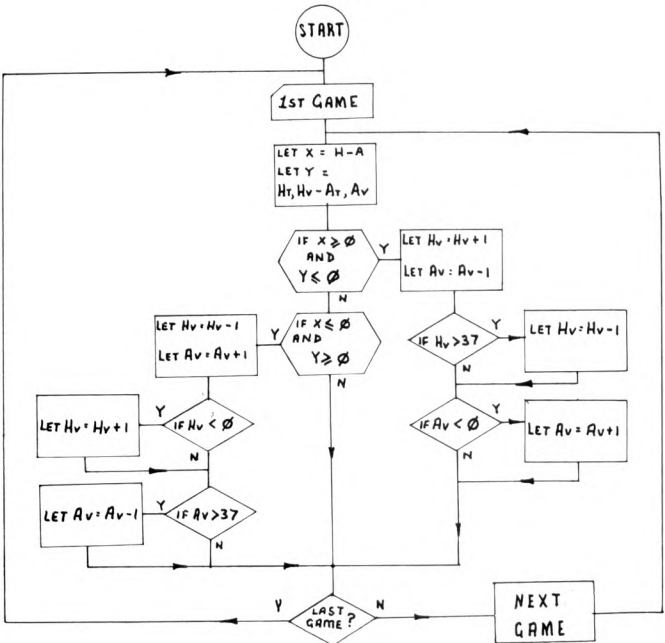 START
1ST GAME
LET X = H-A
LET Y =
HT, HV-AT, AV
IF X ≥ Ø
AND
Y ≤ Ø
Y
LET HV=HV+1
LET AV=AV-1
N
IF X ≤ Ø
AND
Y ≥ Ø
Y
LET HV=HV-1
LET AV=AV+1
N
IF HV>37
Y
LET HV=HV-1
N
IF HV < Ø
Y
LET HV=HV+1
N
IF AV<Ø
Y
LET AV=AV+1
N
IF AV>37
Y
LET AV=AV-1
N
LAST
GAME?
Y
N
NEXT
GAME